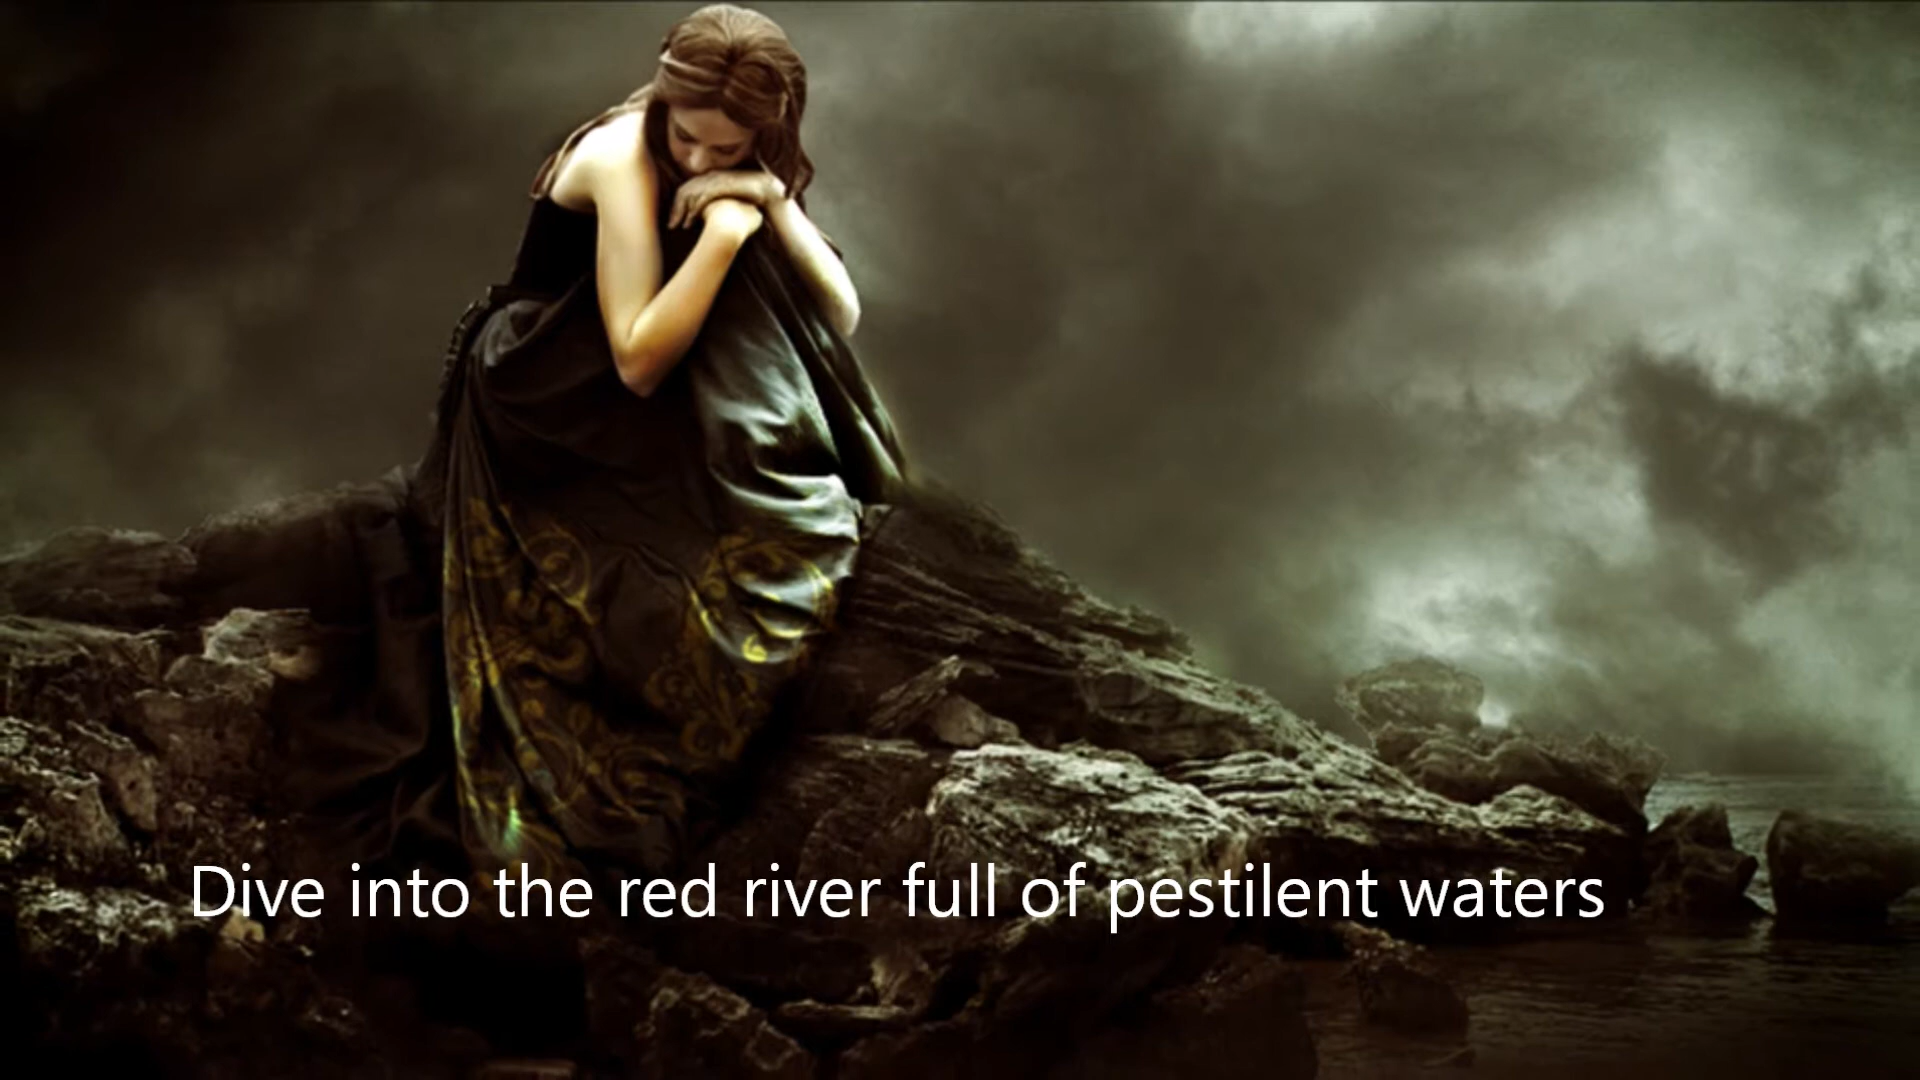 Dive into the red river full of pestilent waters